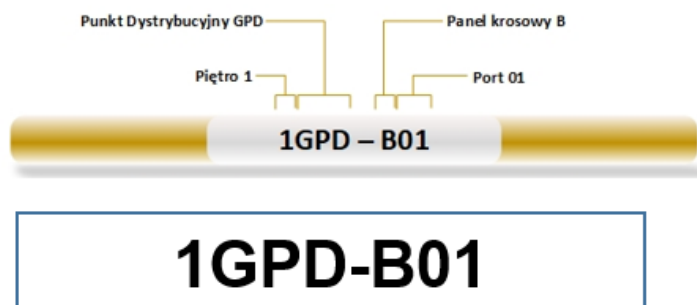 Punkt Dystrybucyjny GPD
Panel krosowy B
Piętro 1
Port 01
1GPD – B01
1GPD-B01